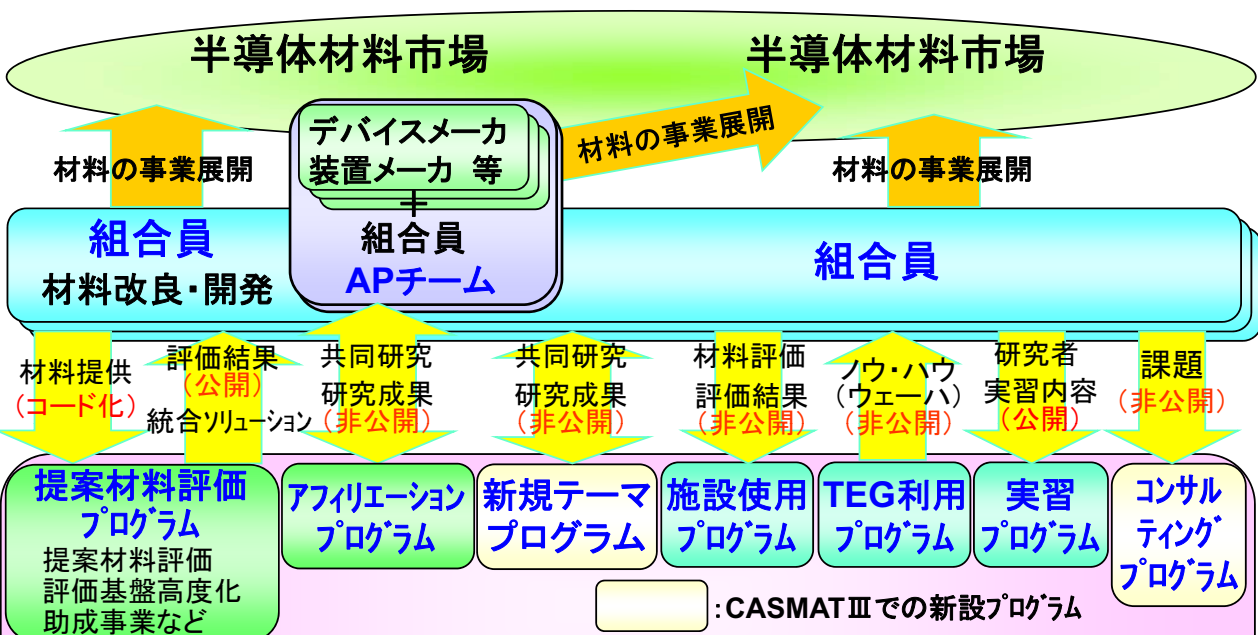 半導体材料市場
半導体材料市場
デバイスメーカ
装置メーカ 等
+
組合員
APチーム
材料の事業展開
材料の事業展開
材料の事業展開
組合員
材料改良・開発
組合員
材料提供
(コード化)
評価結果
(公開)
統合ソリューション
共同研究
研究成果
(非公開)
共同研究
研究成果
(非公開)
材料評価
評価結果
(非公開)
ノウ・ハウ
(ウェーハ)
(非公開)
研究者
実習内容
(公開)
課題
(非公開)
提案材料評価
プログラム
提案材料評価
評価基盤高度化
助成事業など
アフィリエーション
プログラム
新規テーマ
プログラム
施設使用
プログラム
TEG利用
プログラム
実習
プログラム
コンサル
ティング
プログラム
:CASMATⅢでの新設プログラム